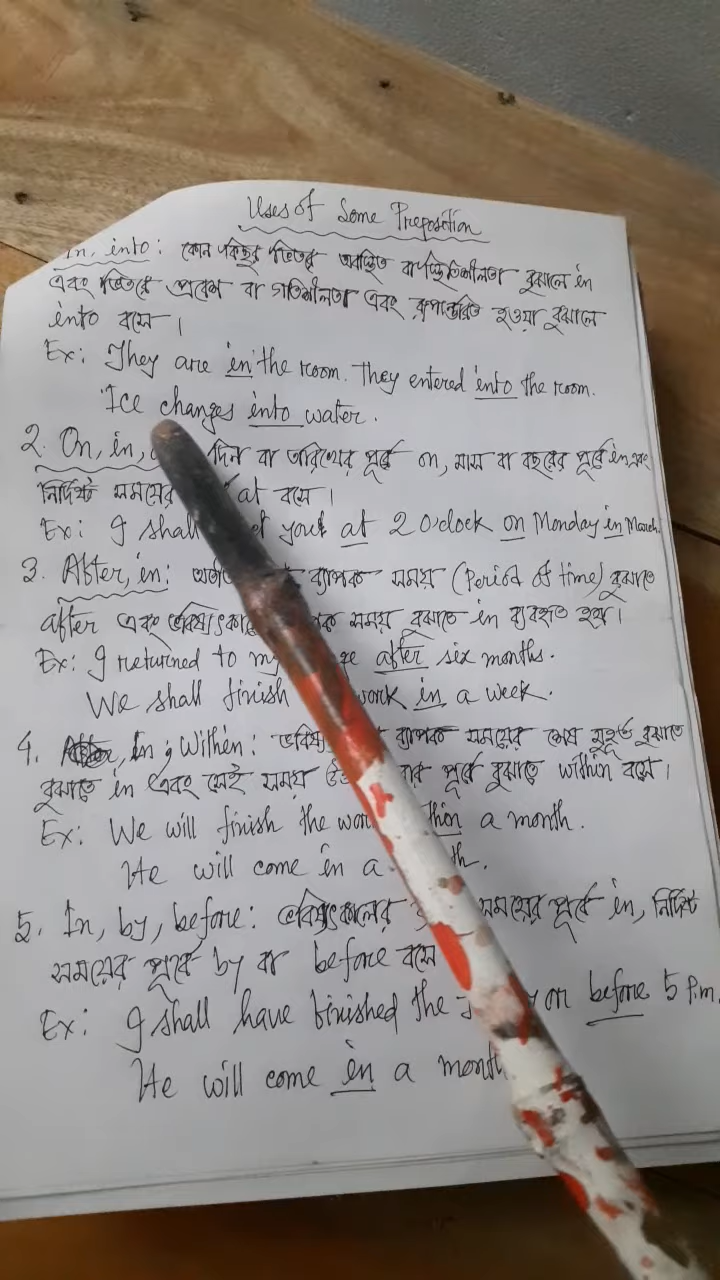 Uses of Some Preposition
In, into: কোন কিছুর ভিতরে অবস্থিত বা স্থিতিশীলতা বুঝালে in
এবং ভিতরে প্রবেশ বা গতিশীলতা এবং রূপান্তরিত হওয়া বুঝালে
into বসে।
Ex: They are in the room. They entered into the room.
Ice changes into water.
2. On, in, দিন বা তারিখের পূর্বে on, মাস বা বছরের পূর্বে in এবং
নির্দিষ্ট সময়ের at বসে।
Ex: I shall you at 2 O'clock on Monday in March
3. After, in: ব্যাপক সময় (Period of time) বুঝাতে
after এবং সময় বুঝাতে in ব্যবহৃত হয়।
Ex: I returned to my after six months.
We shall finish work in a week.
4. In, Within: ব্যাপক সময়ের শেষ মুহূর্ত বুঝাতে
বুঝাতে in এবং সেই সময় পূর্বে বুঝাতে within বসে।
Ex: We will finish the a month.
He will come in a
5. In, by, before: ভবিষ্যৎকালের সময়ের পূর্বে in, নির্দিষ্ট
সময়ের পূর্বে by বা before বসে
Ex: I shall have finished the or before 5 P.m.
He will come in a